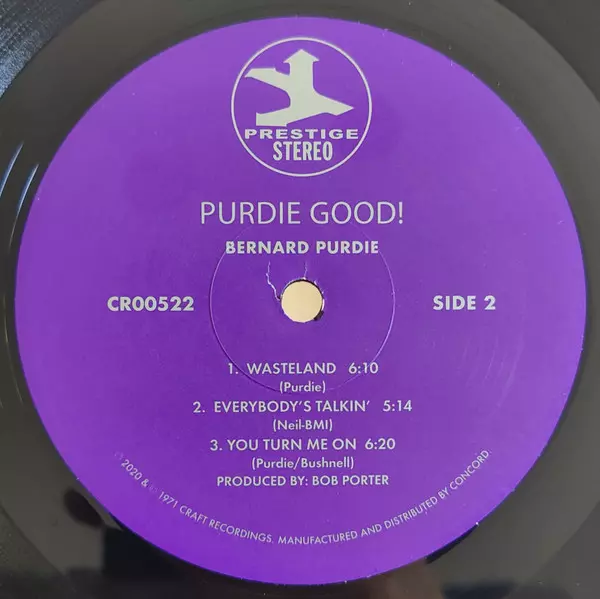 PRESTIGE
STEREO
PURDIE GOOD!
BERNARD PURDIE
CR00522
SIDE 2
1. WASTELAND 6:10
(Purdie)
2. EVERYBODY'S TALKIN' 5:14
(Neil-BMI)
3. YOU TURN ME ON 6:20
(Purdie/Bushnell)
PRODUCED BY: BOB PORTER
℗ 2020 & © 1971 CRAFT RECORDINGS. MANUFACTURED AND DISTRIBUTED BY CONCORD.